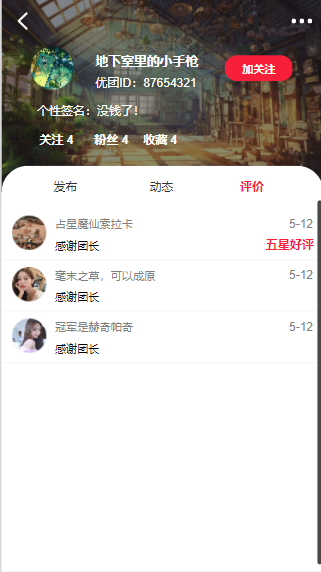 地下室里的小手枪
加关注
优团ID：87654321
个性签名：没钱了！
关注 4 粉丝 4 收藏 4
发布 动态 评价
占星魔仙索拉卡 5-12
感谢团长 五星好评
毫末之草，可以成原 5-12
感谢团长
冠军是赫奇帕奇 5-12
感谢团长